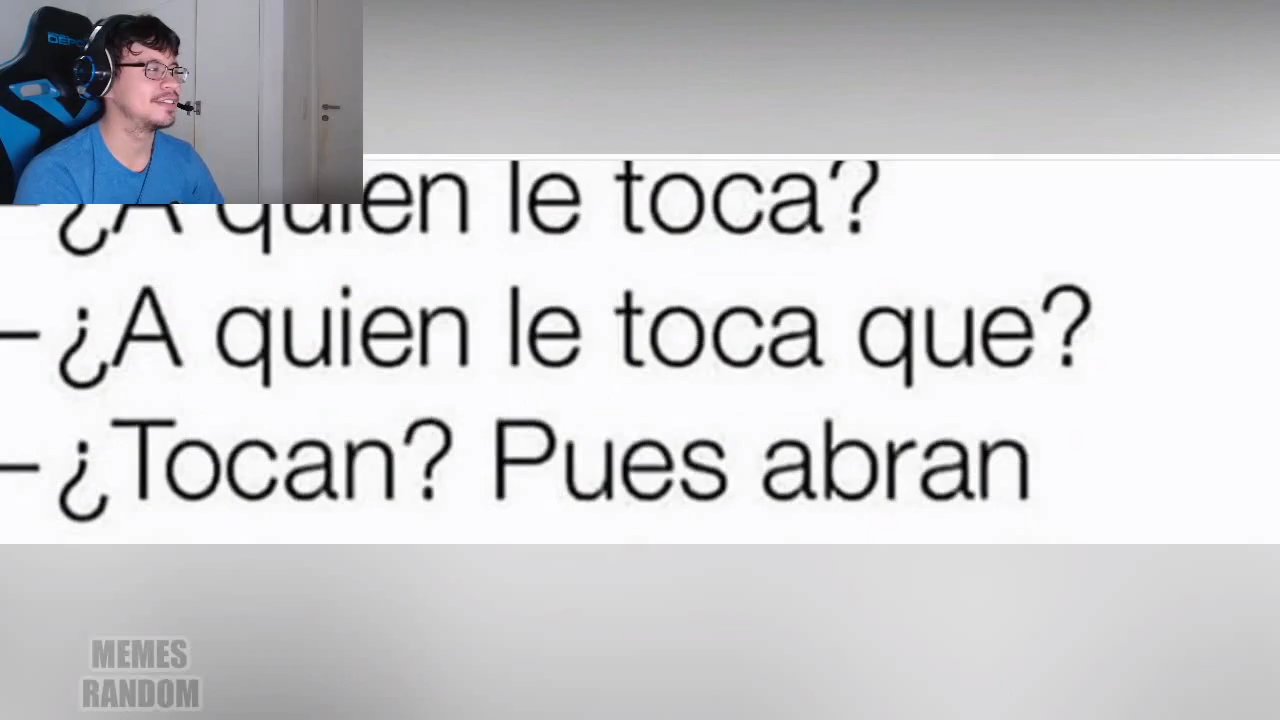 – ¿A quien le toca?
– ¿A quien le toca que?
– ¿Tocan? Pues abran
MEMES
RANDOM